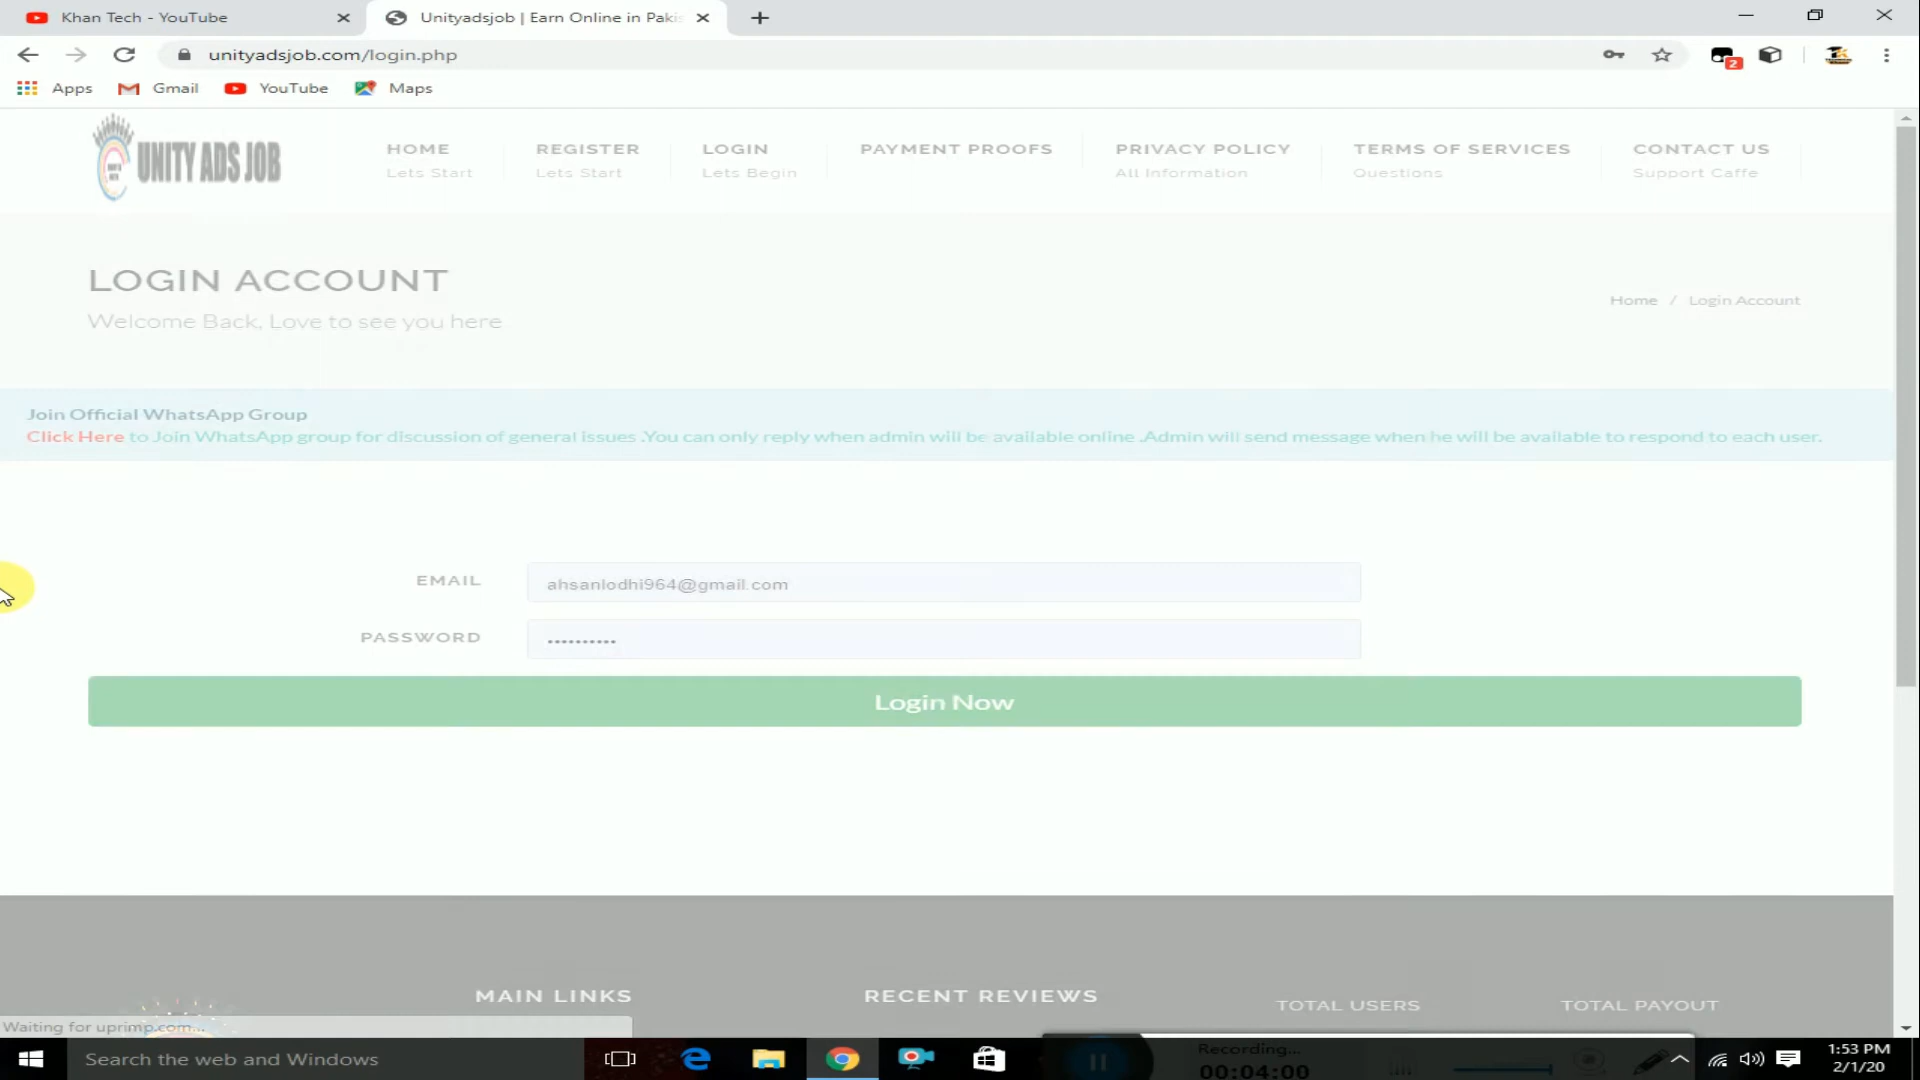 Khan Tech - YouTube
Unityadsjob | Earn Online in Paki
unityadsjob.com/login.php
2
Apps
Gmail
YouTube
Maps
UNITY ADS JOB
HOME
Lets Start
REGISTER
Lets Start
LOGIN
Lets Begin
PAYMENT PROOFS
PRIVACY POLICY
All Information
TERMS OF SERVICES
Questions
CONTACT US
Support Caffe
LOGIN ACCOUNT
Welcome Back, Love to see you here
Home / Login Account
Join Official WhatsApp Group
Click Here to Join WhatsApp group for discussion of general issues .You can only reply when admin will be available online .Admin will send message when he will be available to respond to each user.
EMAIL
ahsanlodhi964@gmail.com
PASSWORD
••••••••••
Login Now
MAIN LINKS
RECENT REVIEWS
TOTAL USERS
TOTAL PAYOUT
Waiting for uprimp.com...
Search the web and Windows
Recording...
00:04:00
1:53 PM
2/1/20